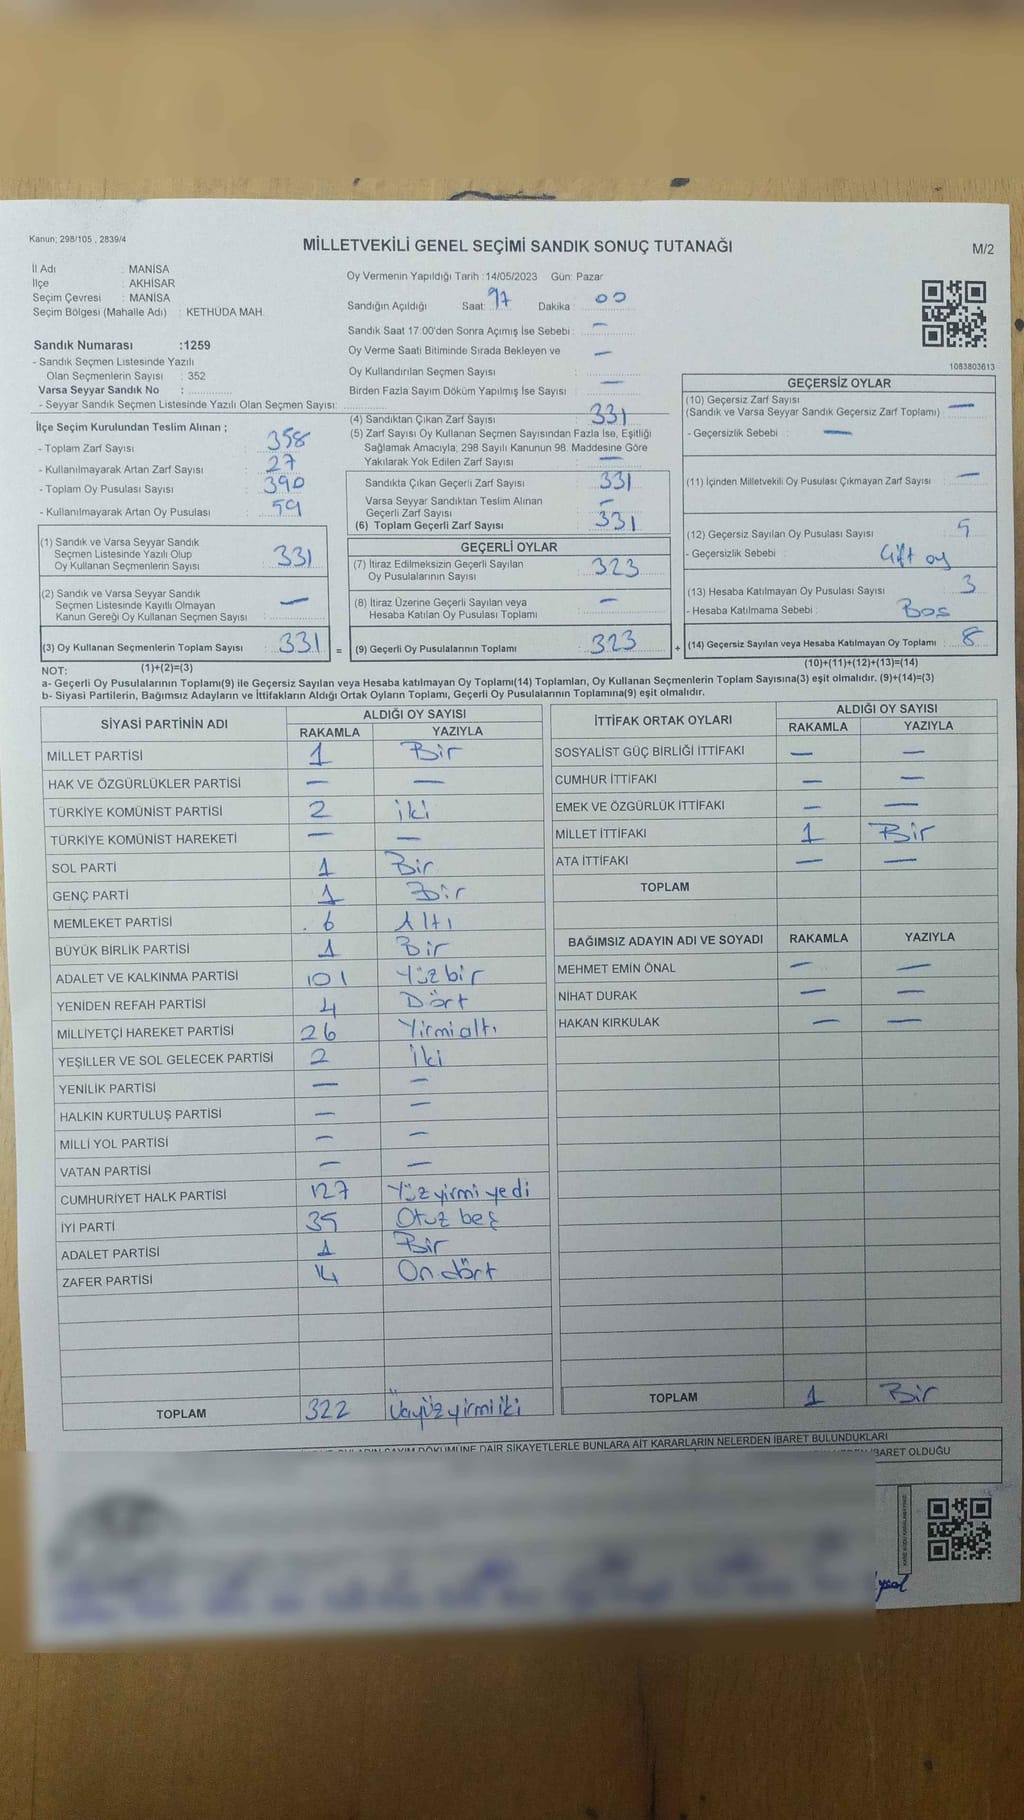 Kanun; 298/105 , 2839/4
MİLLETVEKİLİ GENEL SEÇİMİ SANDIK SONUÇ TUTANAĞI
M/2
İl Adı : MANİSA
İlçe : AKHİSAR
Seçim Çevresi : MANİSA
Seçim Bölgesi (Mahalle Adı) : KETHÜDA MAH.
Sandık Numarası :1259
- Sandık Seçmen Listesinde Yazılı
Olan Seçmenlerin Sayısı : 352
Varsa Seyyar Sandık No :
- Seyyar Sandık Seçmen Listesinde Yazılı Olan Seçmen Sayısı:
İlçe Seçim Kurulundan Teslim Alınan ;
- Toplam Zarf Sayısı : 358
- Kullanılmayarak Artan Zarf Sayısı : 27
- Toplam Oy Pusulası Sayısı : 390
- Kullanılmayarak Artan Oy Pusulası : 59
(1) Sandık ve Varsa Seyyar Sandık
Seçmen Listesinde Yazılı Olup
Oy Kullanan Seçmenlerin Sayısı : 331
(2) Sandık ve Varsa Seyyar Sandık
Seçmen Listesinde Kayıtlı Olmayan
Kanun Gereği Oy Kullanan Seçmen Sayısı : —
(3) Oy Kullanan Seçmenlerin Toplam Sayısı : 331
=
(1)+(2)=(3)
Oy Vermenin Yapıldığı Tarih :14/05/2023 Gün: Pazar
Sandığın Açıldığı Saat: 17 Dakika : 00
Sandık Saat 17:00'den Sonra Açımış İse Sebebi : —
Oy Verme Saati Bitiminde Sırada Bekleyen ve
Oy Kullandırılan Seçmen Sayısı : —
Birden Fazla Sayım Döküm Yapılmış İse Sayısı : —
(4) Sandıktan Çıkan Zarf Sayısı : 331
(5) Zarf Sayısı Oy Kullanan Seçmen Sayısından Fazla İse, Eşitliği
Sağlamak Amacıyla; 298 Sayılı Kanunun 98. Maddesine Göre
Yakılarak Yok Edilen Zarf Sayısı : —
Sandıkta Çıkan Geçerli Zarf Sayısı : 331
Varsa Seyyar Sandıktan Teslim Alınan
Geçerli Zarf Sayısı : —
(6) Toplam Geçerli Zarf Sayısı : 331
GEÇERLİ OYLAR
(7) İtiraz Edilmeksizin Geçerli Sayılan
Oy Pusulalarının Sayısı : 323
(8) İtiraz Üzerine Geçerli Sayılan veya
Hesaba Katılan Oy Pusulası Toplamı : —
(9) Geçerli Oy Pusulalarının Toplamı : 323
+
1083803613
GEÇERSİZ OYLAR
(10) Geçersiz Zarf Sayısı
(Sandık ve Varsa Seyyar Sandık Geçersiz Zarf Toplamı) : —
- Geçersizlik Sebebi : —
(11) İçinden Milletvekili Oy Pusulası Çıkmayan Zarf Sayısı : —
(12) Geçersiz Sayılan Oy Pusulası Sayısı : 5
- Geçersizlik Sebebi : Çift oy
(13) Hesaba Katılmayan Oy Pusulası Sayısı : 3
- Hesaba Katılmama Sebebi : Boş
(14) Geçersiz Sayılan veya Hesaba Katılmayan Oy Toplamı : 8
(10)+(11)+(12)+(13)=(14)
NOT:
a- Geçerli Oy Pusulalarının Toplamı(9) ile Geçersiz Sayılan veya Hesaba katılmayan Oy Toplamı(14) Toplamları, Oy Kullanan Seçmenlerin Toplam Sayısına(3) eşit olmalıdır. (9)+(14)=(3)
b- Siyasi Partilerin, Bağımsız Adayların ve İttifakların Aldığı Ortak Oyların Toplamı, Geçerli Oy Pusulalarının Toplamına(9) eşit olmalıdır.
SİYASİ PARTİNİN ADI ALDIĞI OY SAYISI
RAKAMLA YAZIYLA
MİLLET PARTİSİ 1 Bir
HAK VE ÖZGÜRLÜKLER PARTİSİ — —
TÜRKİYE KOMÜNİST PARTİSİ 2 iki
TÜRKİYE KOMÜNİST HAREKETİ — —
SOL PARTİ 1 Bir
GENÇ PARTİ 1 Bir
MEMLEKET PARTİSİ 6 Altı
BÜYÜK BİRLİK PARTİSİ 1 Bir
ADALET VE KALKINMA PARTİSİ 101 Yüz bir
YENİDEN REFAH PARTİSİ 4 Dört
MİLLİYETÇİ HAREKET PARTİSİ 26 Yirmi altı
YEŞİLLER VE SOL GELECEK PARTİSİ 2 İki
YENİLİK PARTİSİ — —
HALKIN KURTULUŞ PARTİSİ — —
MİLLİ YOL PARTİSİ — —
VATAN PARTİSİ — —
CUMHURİYET HALK PARTİSİ 127 Yüz yirmi yedi
İYİ PARTİ 35 Otuz beş
ADALET PARTİSİ 1 Bir
ZAFER PARTİSİ 14 On dört
TOPLAM 322 Üçyüz yirmi iki
İTTİFAK ORTAK OYLARI ALDIĞI OY SAYISI
RAKAMLA YAZIYLA
SOSYALİST GÜÇ BİRLİĞİ İTTİFAKI — —
CUMHUR İTTİFAKI — —
EMEK VE ÖZGÜRLÜK İTTİFAKI — —
MİLLET İTTİFAKI 1 Bir
ATA İTTİFAKI — —
TOPLAM
BAĞIMSIZ ADAYIN ADI VE SOYADI RAKAMLA YAZIYLA
MEHMET EMİN ÖNAL — —
NİHAT DURAK — —
HAKAN KIRKULAK — —
TOPLAM 1 Bir
SAYIM DÖKÜMÜNE DAİR ŞİKAYETLERLE BUNLARA AİT KARARLARIN NELERDEN İBARET BULUNDUKLARI
İBARET OLDUĞU